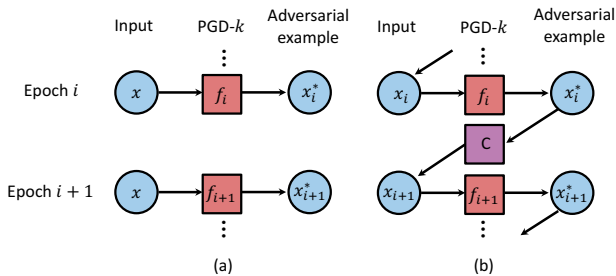 Input PGD-k Adversarial example
Input PGD-k Adversarial example
⋮ ⋮
Epoch i x f_i x_i^* x_i f_i x_i^*
C
Epoch i + 1 x f_{i+1} x_{i+1}^* x_{i+1} f_{i+1} x_{i+1}^*
⋮ ⋮
(a) (b)